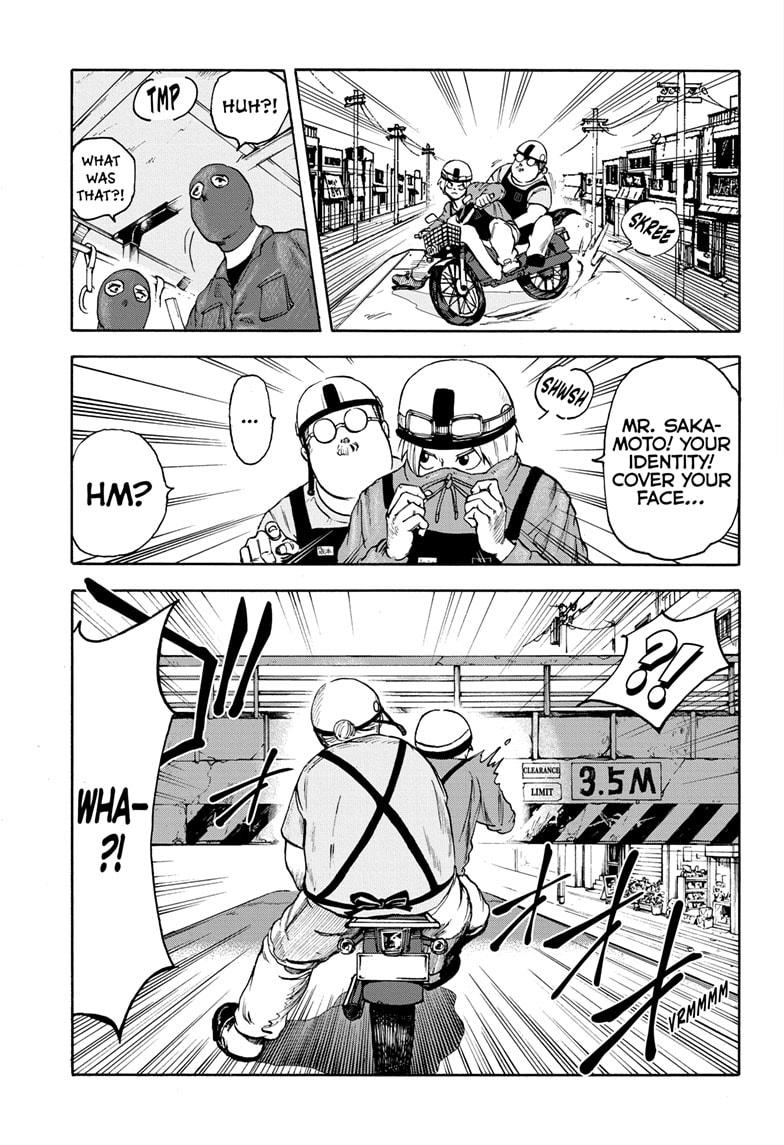 SKREE
HUH?!
TMP
WHAT
WAS
THAT?!
MR. SAKA-
MOTO! YOUR
IDENTITY!
COVER YOUR
FACE...
SHWSH
...
HM?
?!
CLEARANCE
LIMIT
3.5M
VRMMMM
WHA-
?!